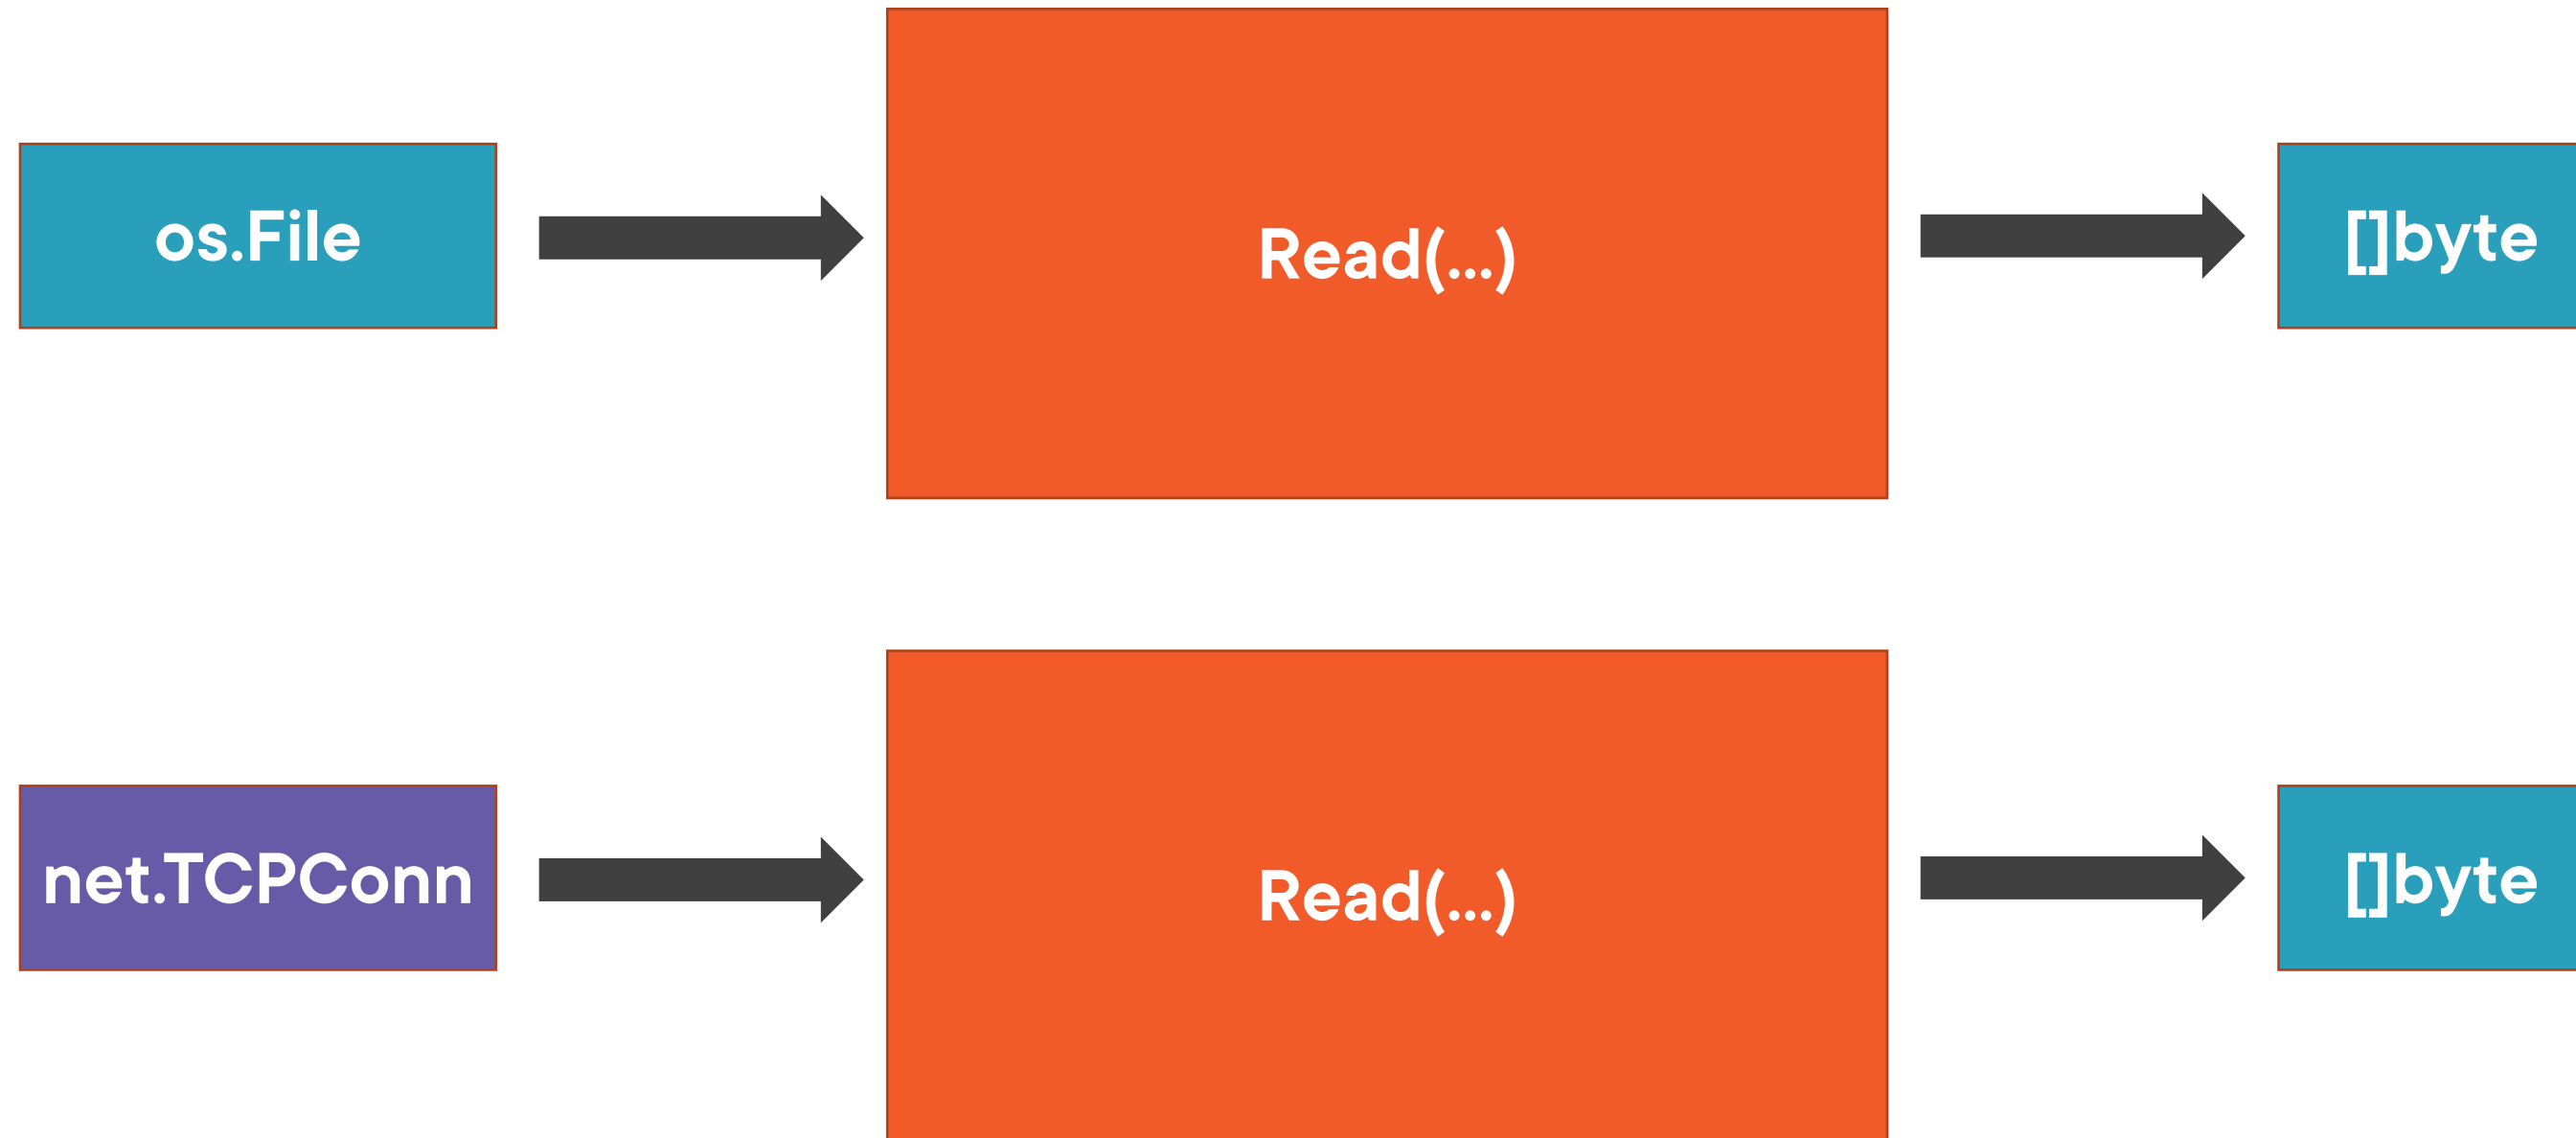 os.File
Read(...)
[]byte
net.TCPConn
Read(...)
[]byte